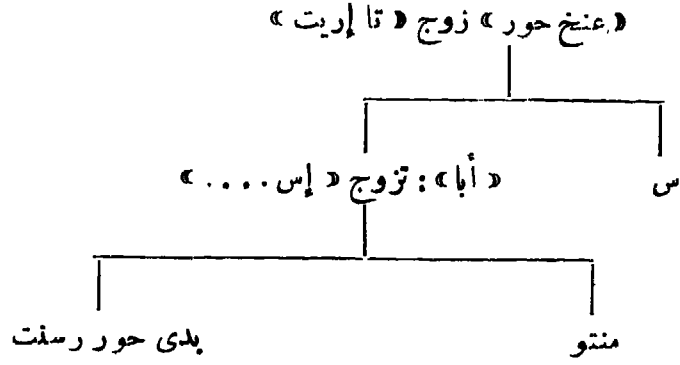 « عنخ حور » زوج « تا إريت »
س
« أبا » : تزوج « إس .... »
منتو
بدى حور رسنت